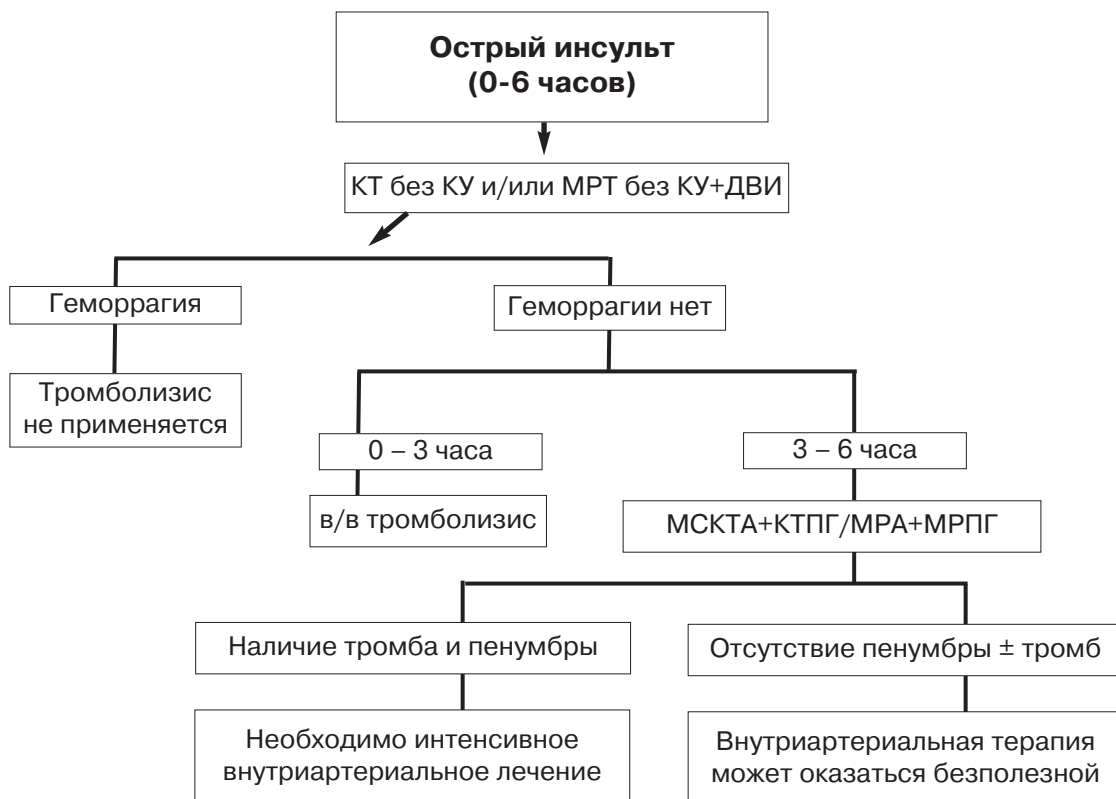 Острый инсульт
(0-6 часов)
КТ без КУ и/или МРТ без КУ+ДВИ
Геморрагия
Геморрагии нет
Тромболизис
не применяется
0 – 3 часа
3 – 6 часа
в/в тромболизис
МСКТА+КТПГ/МРА+МРПГ
Наличие тромба и пенумбры
Отсутствие пенумбры ± тромб
Необходимо интенсивное
внутриартериальное лечение
Внутриартериальная терапия
может оказаться безполезной